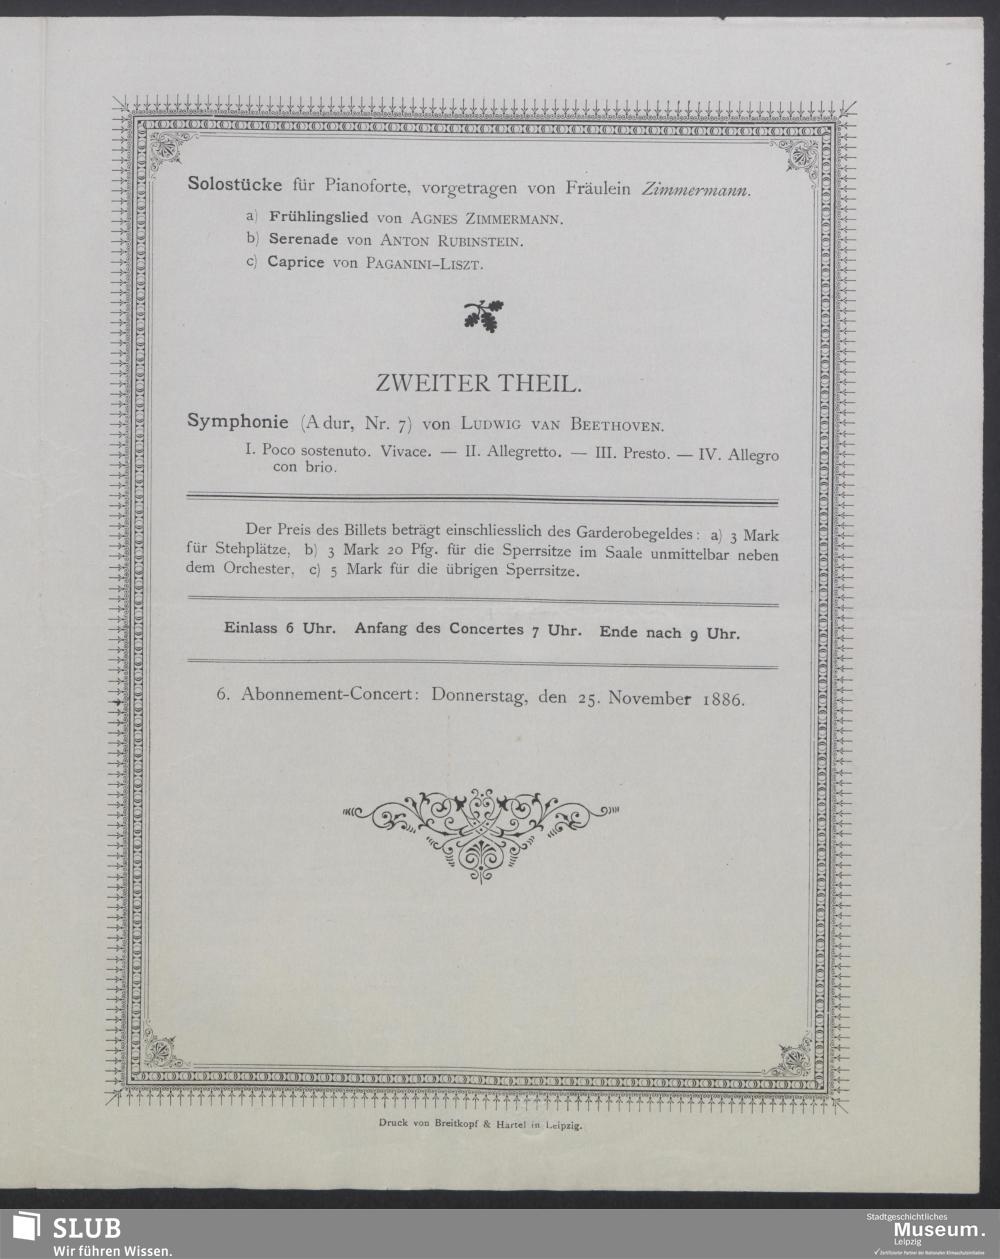 Solostücke für Pianoforte, vorgetragen von Fräulein Zimmermann.
a) Frühlingslied von AGNES ZIMMERMANN.
b) Serenade von ANTON RUBINSTEIN.
c) Caprice von PAGANINI-LISZT.
ZWEITER THEIL.
Symphonie (A dur, Nr. 7) von LUDWIG VAN BEETHOVEN.
I. Poco sostenuto. Vivace. — II. Allegretto. — III. Presto. — IV. Allegro
con brio.
Der Preis des Billets beträgt einschliesslich des Garderobegeldes: a) 3 Mark
für Stehplätze, b) 3 Mark 20 Pfg. für die Sperrsitze im Saale unmittelbar neben
dem Orchester, c) 5 Mark für die übrigen Sperrsitze.
Einlass 6 Uhr. Anfang des Concertes 7 Uhr. Ende nach 9 Uhr.
6. Abonnement-Concert: Donnerstag, den 25. November 1886.
Druck von Breitkopf & Härtel in Leipzig.
SLUB
Wir führen Wissen.
Stadtgeschichtliches
Museum.
Leipzig
Zertifizierter Partner der Nationalen Klimaschutzinitiative